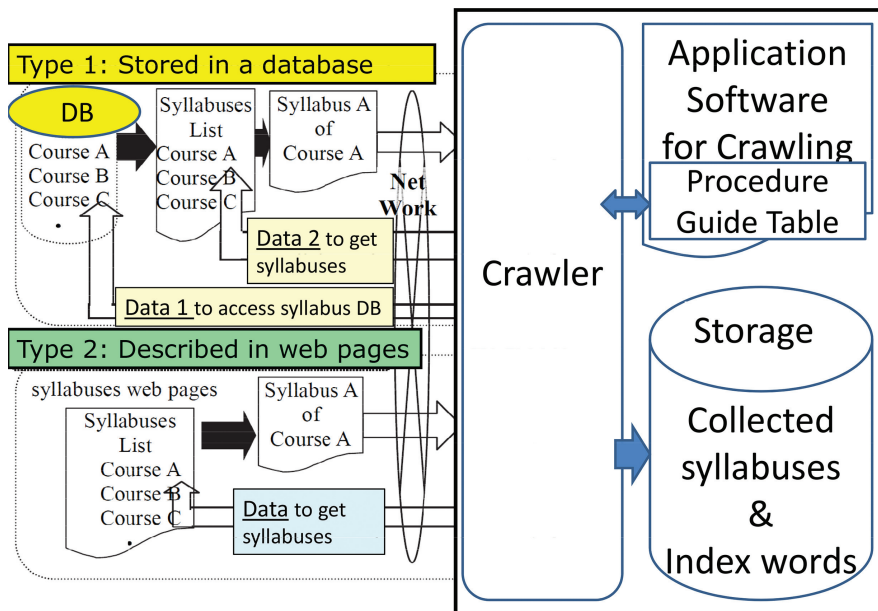 Type 1: Stored in a database
DB
Course A
Course B
Course C
Syllabuses
List
Course A
Course B
Course C
Syllabus A
of
Course A
Net
Work
Data 2 to get
syllabuses
Data 1 to access syllabus DB
Type 2: Described in web pages
syllabuses web pages
Syllabuses
List
Course A
Course B
Course C
Syllabus A
of
Course A
Data to get
syllabuses
Crawler
Application
Software
for Crawling
Procedure
Guide Table
Storage
Collected
syllabuses
&
Index words